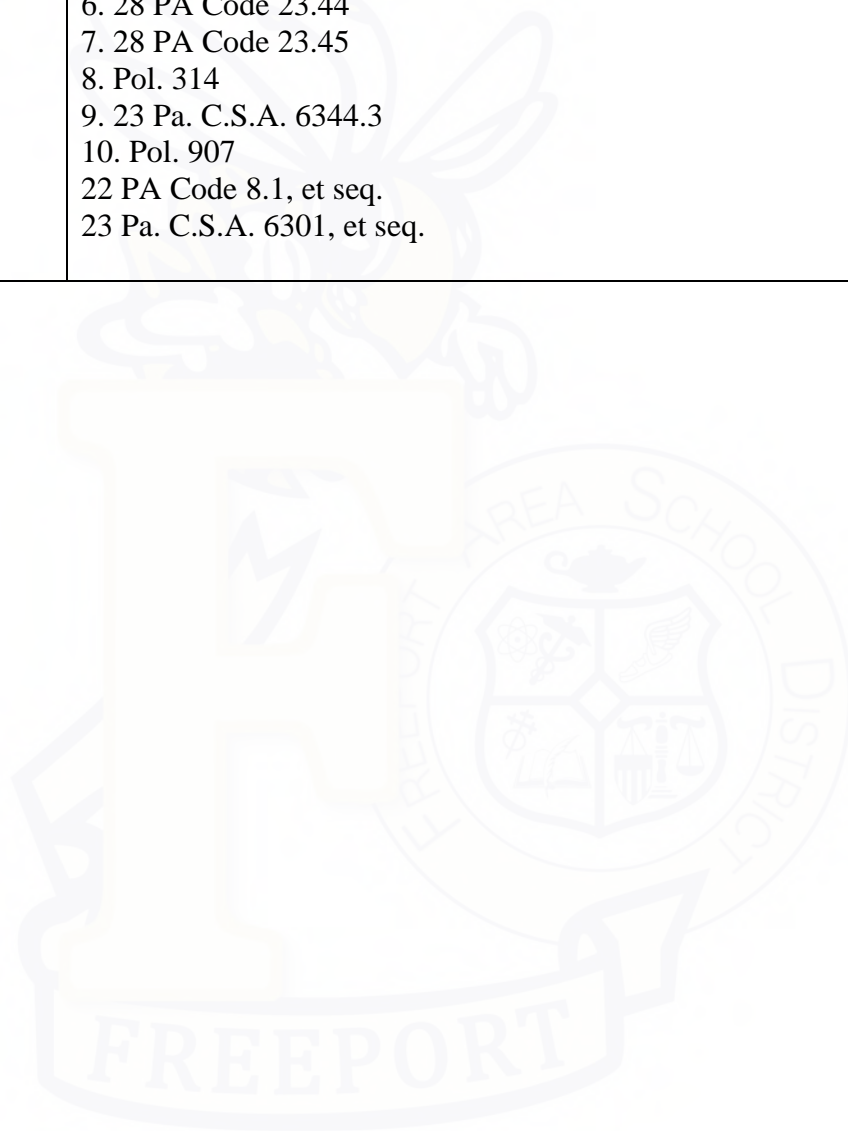 6. 28 PA Code 23.44
7. 28 PA Code 23.45
8. Pol. 314
9. 23 Pa. C.S.A. 6344.3
10. Pol. 907
22 PA Code 8.1, et seq.
23 Pa. C.S.A. 6301, et seq.
FREEPORT AREA SCHOOL DISTRICT
FREEPORT